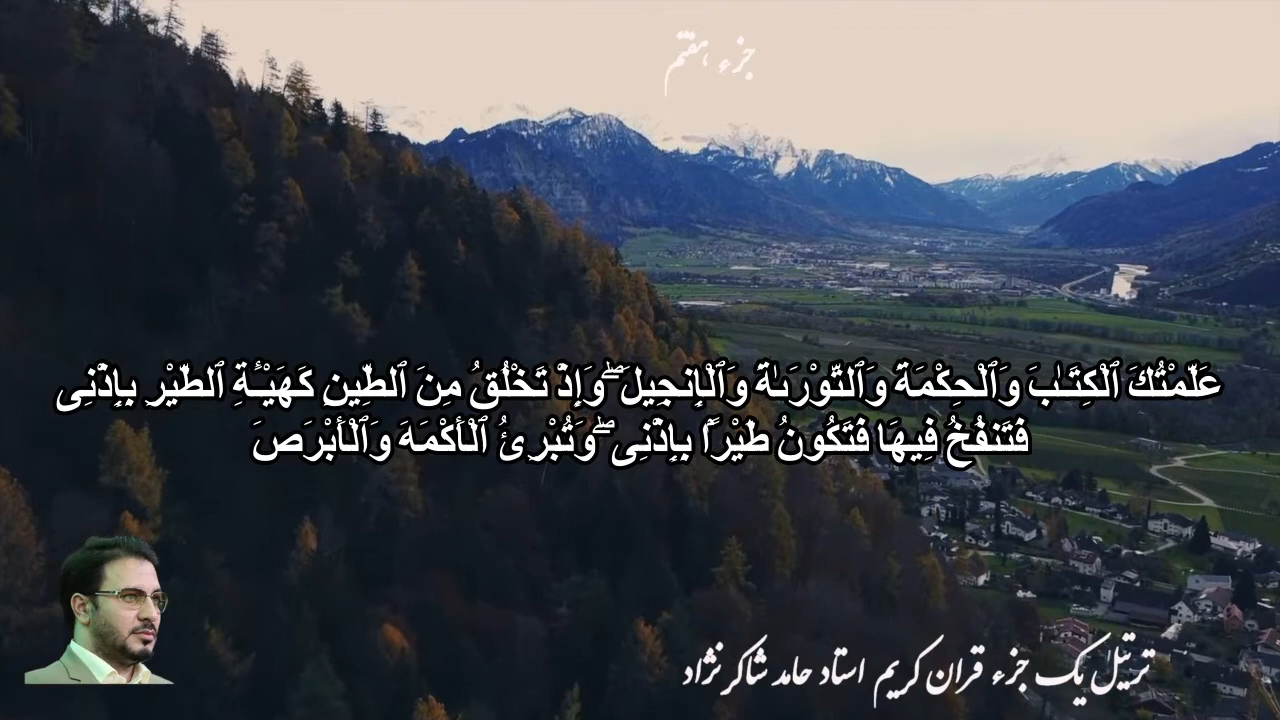 جزء هفتم
عَلَّمْتُكَ ٱلْكِتَـٰبَ وَٱلْحِكْمَةَ وَٱلتَّوْرَىٰةَ وَٱلْإِنجِيلَ ۖ وَإِذْ تَخْلُقُ مِنَ ٱلطِّينِ كَهَيْـَٔةِ ٱلطَّيْرِ بِإِذْنِى
فَتَنفُخُ فِيهَا فَتَكُونُ طَيْرًۢا بِإِذْنِى ۖ وَتُبْرِئُ ٱلْأَكْمَهَ وَٱلْأَبْرَصَ
ترتیل یک جزء قران کریم استاد حامد شاکرنژاد